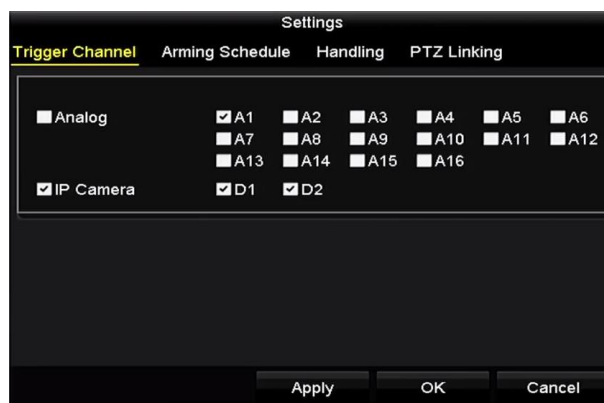 Settings
Trigger Channel Arming Schedule Handling PTZ Linking
Analog A1 A2 A3 A4 A5 A6
A7 A8 A9 A10 A11 A12
A13 A14 A15 A16
IP Camera D1 D2
Apply OK Cancel